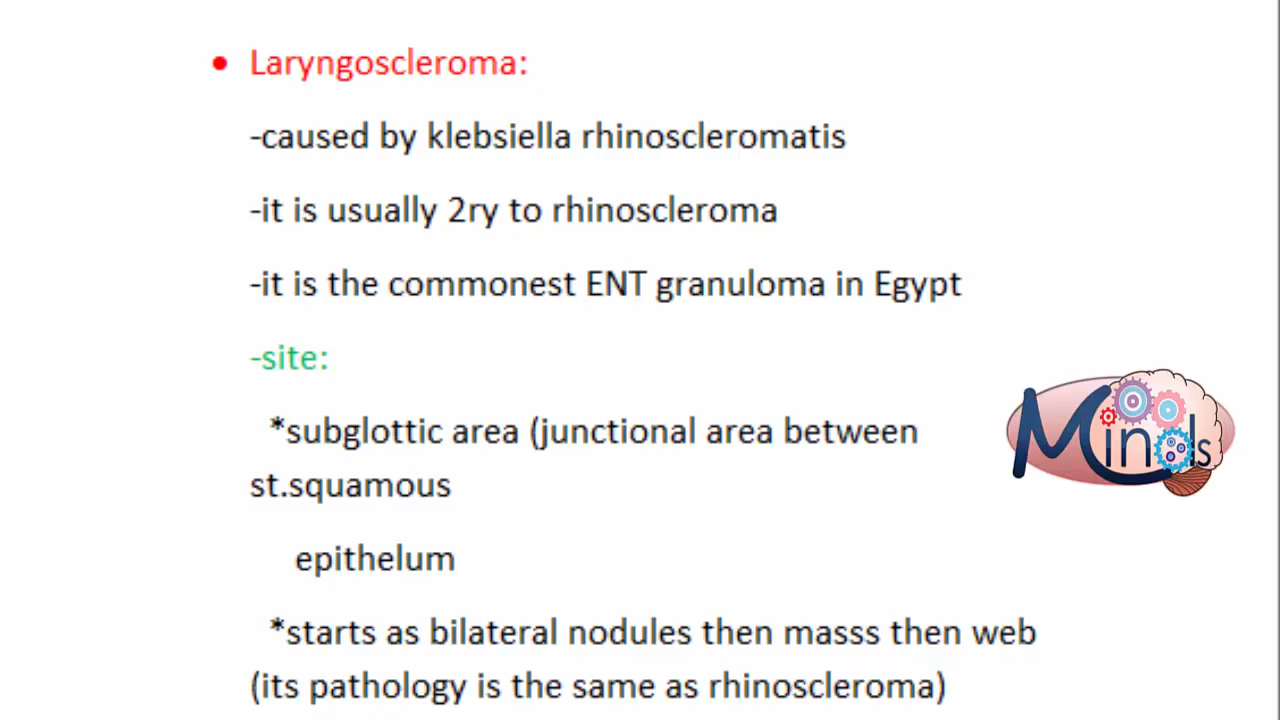 • Laryngoscleroma:
-caused by klebsiella rhinoscleromatis
-it is usually 2ry to rhinoscleroma
-it is the commonest ENT granuloma in Egypt
-site:
*subglottic area (junctional area between
st.squamous
epithelum
*starts as bilateral nodules then masss then web
(its pathology is the same as rhinoscleroma)
Minds